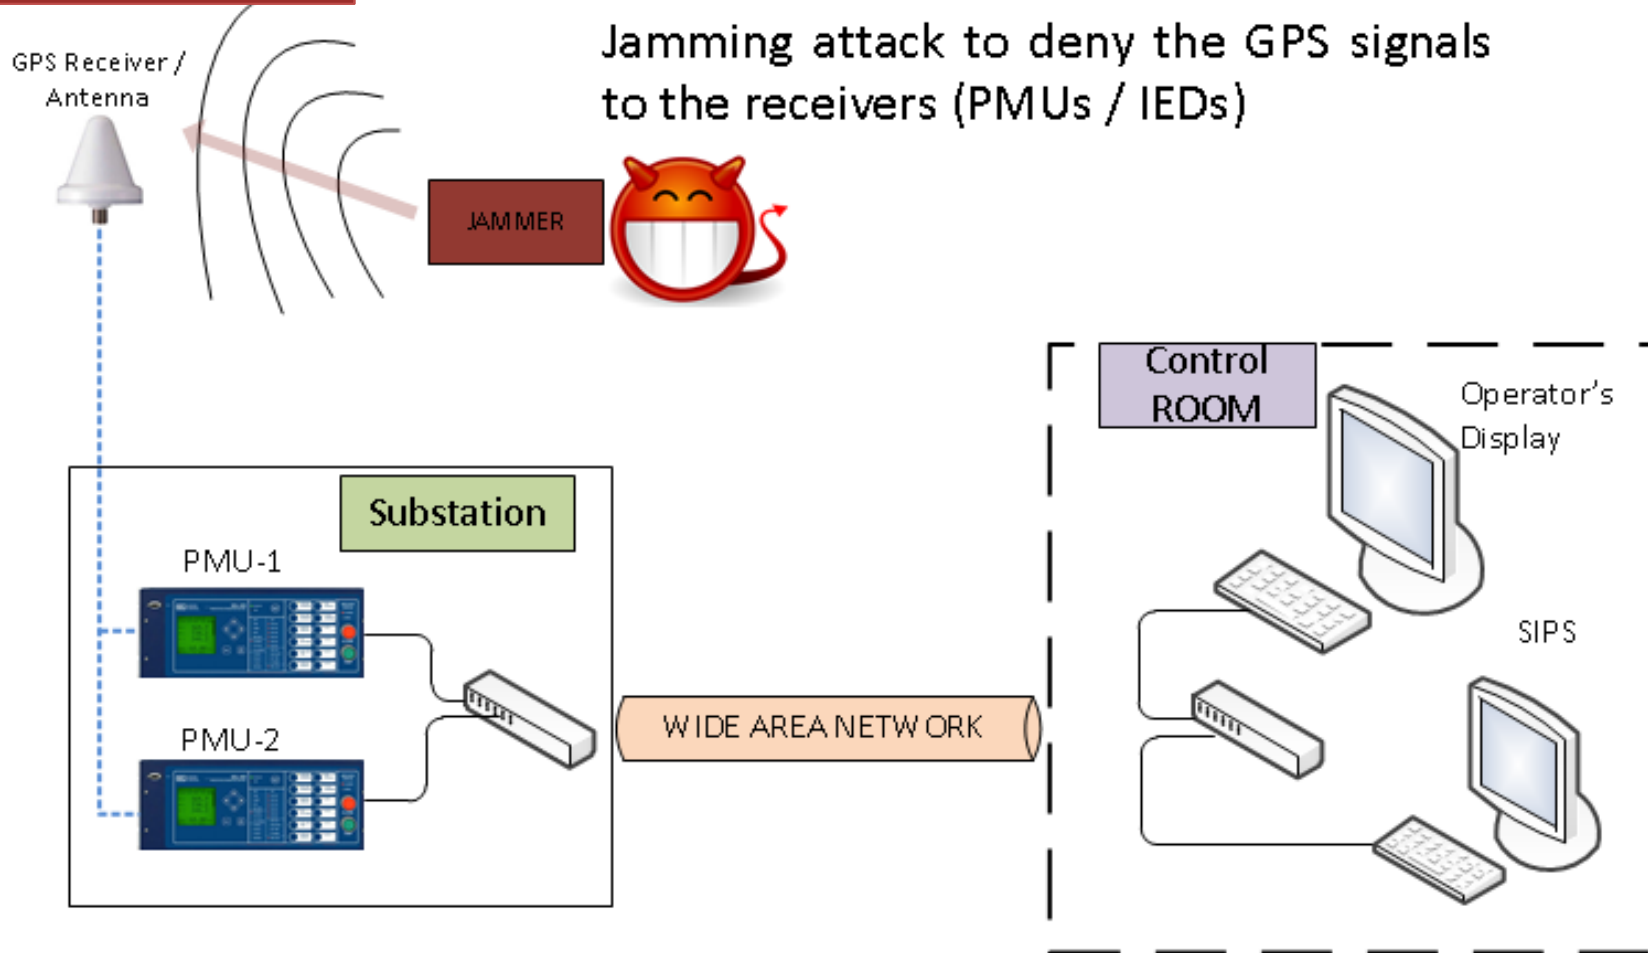 Jamming attack to deny the GPS signals
to the receivers (PMUs / IEDs)
GPS Receiver /
Antenna
JAMMER
Control
ROOM
Operator's
Display
Substation
PMU-1
SIPS
WIDE AREA NETWORK
PMU-2